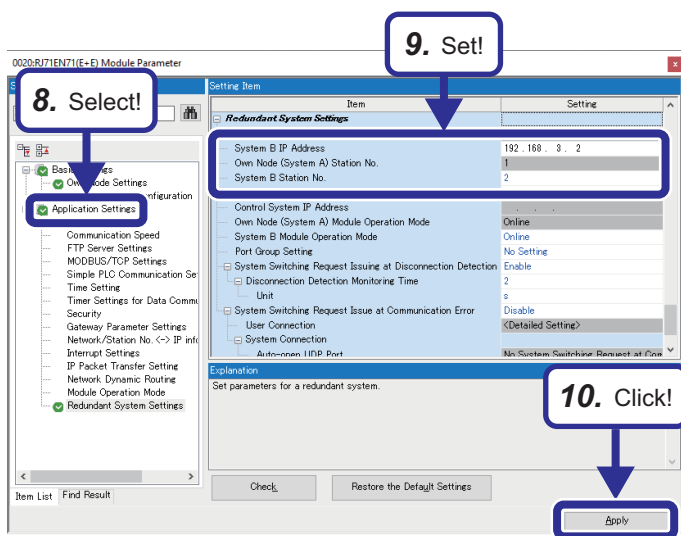 9. Set!
0020:RJ71EN71(E+E) Module Parameter
8. Select!
Setting Item
Item Setting
Redundant System Settings
System B IP Address 192 . 168 . 3 . 2
Own Node (System A) Station No. 1
System B Station No. 2
Control System IP Address . . .
Own Node (System A) Module Operation Mode Online
System B Module Operation Mode Online
Port Group Setting No Setting
System Switching Request Issuing at Disconnection Detection Enable
Disconnection Detection Monitoring Time 2
Unit s
System Switching Request Issue at Communication Error Disable
User Connection <Detailed Setting>
System Connection
Auto-open UDP Port No System Switching Request at Com
Application Settings
Communication Speed
FTP Server Settings
MODBUS/TCP Settings
Simple PLC Communication Se
Time Setting
Timer Settings for Data Commu
Security
Gateway Parameter Settings
Network/Station No. <-> IP info
Interrupt Settings
IP Packet Transfer Setting
Network Dynamic Routing
Module Operation Mode
Redundant System Settings
Item List Find Result
Explanation
Set parameters for a redundant system.
10. Click!
Check Restore the Default Settings
Apply